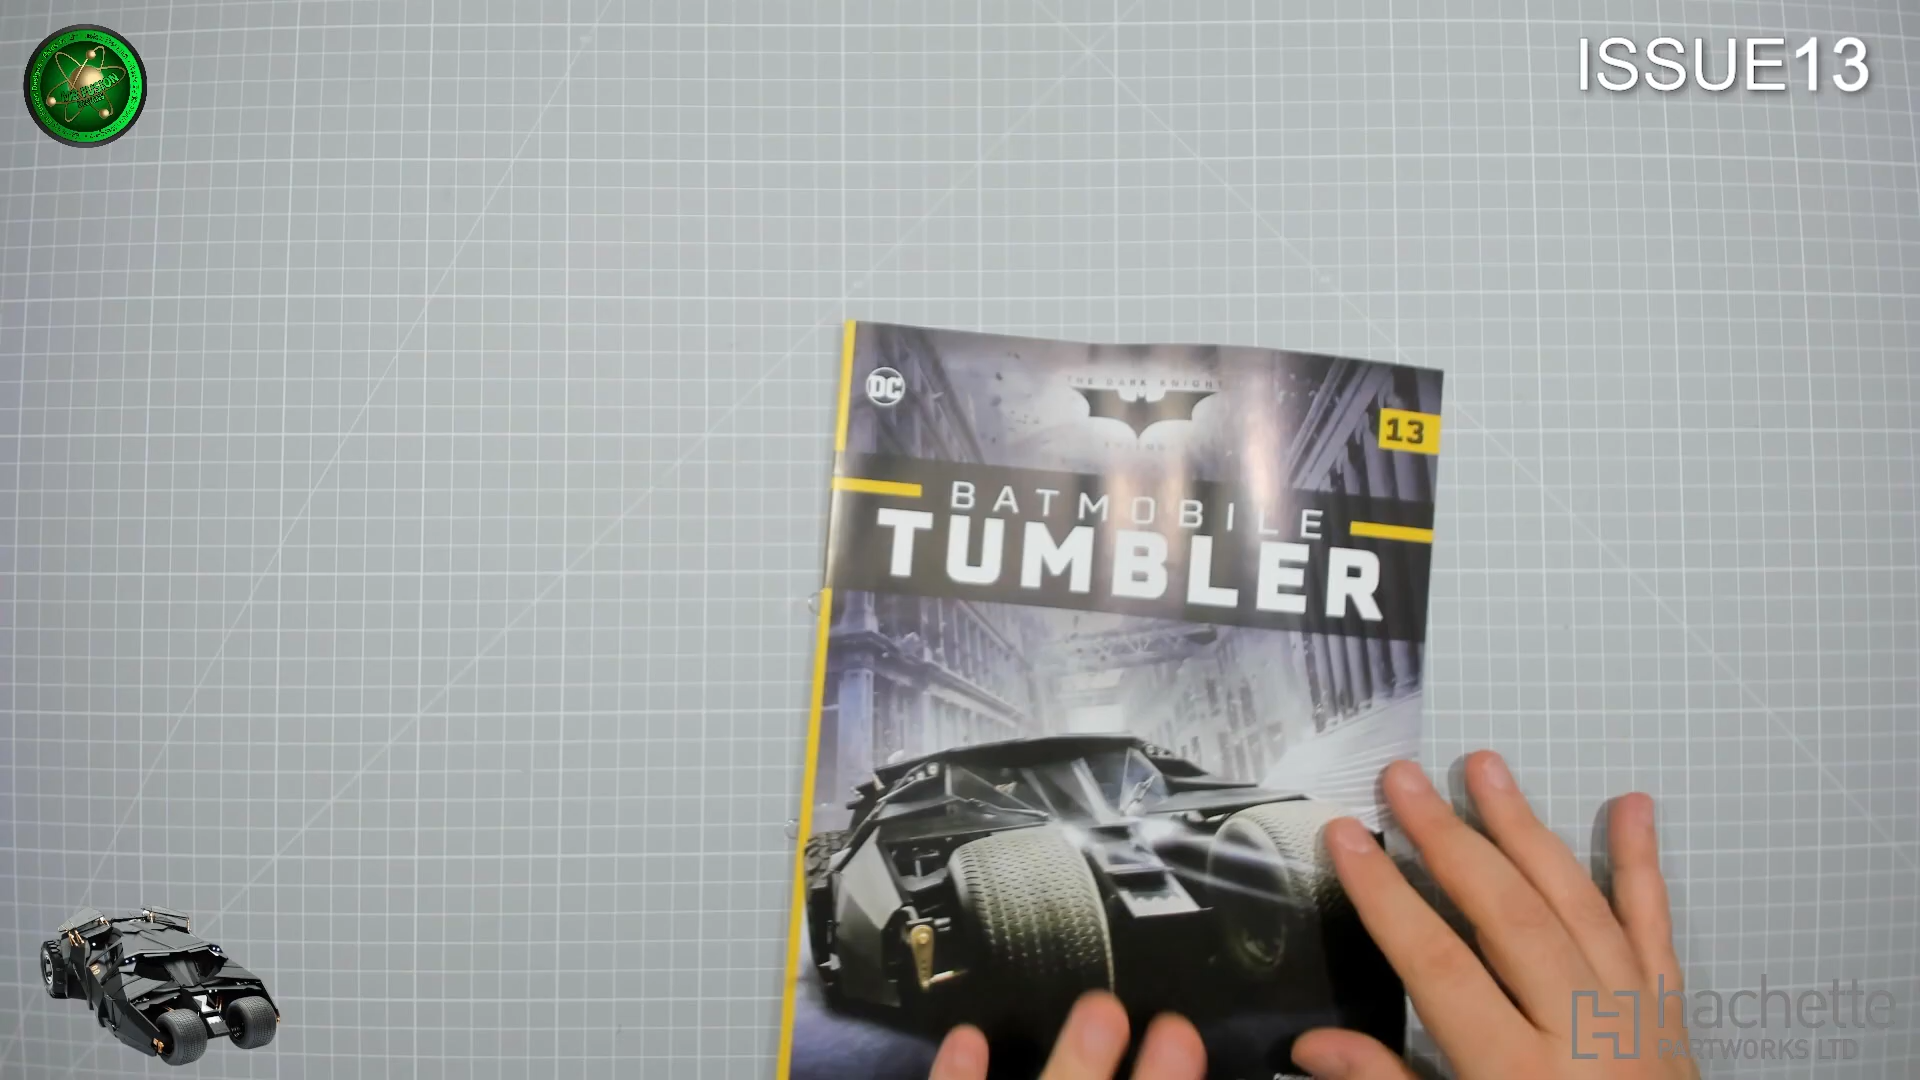 ISSUE13
DC
THE DARK KNIGHT
13
BATMOBILE
TUMBLER
hachette
PARTWORKS LTD